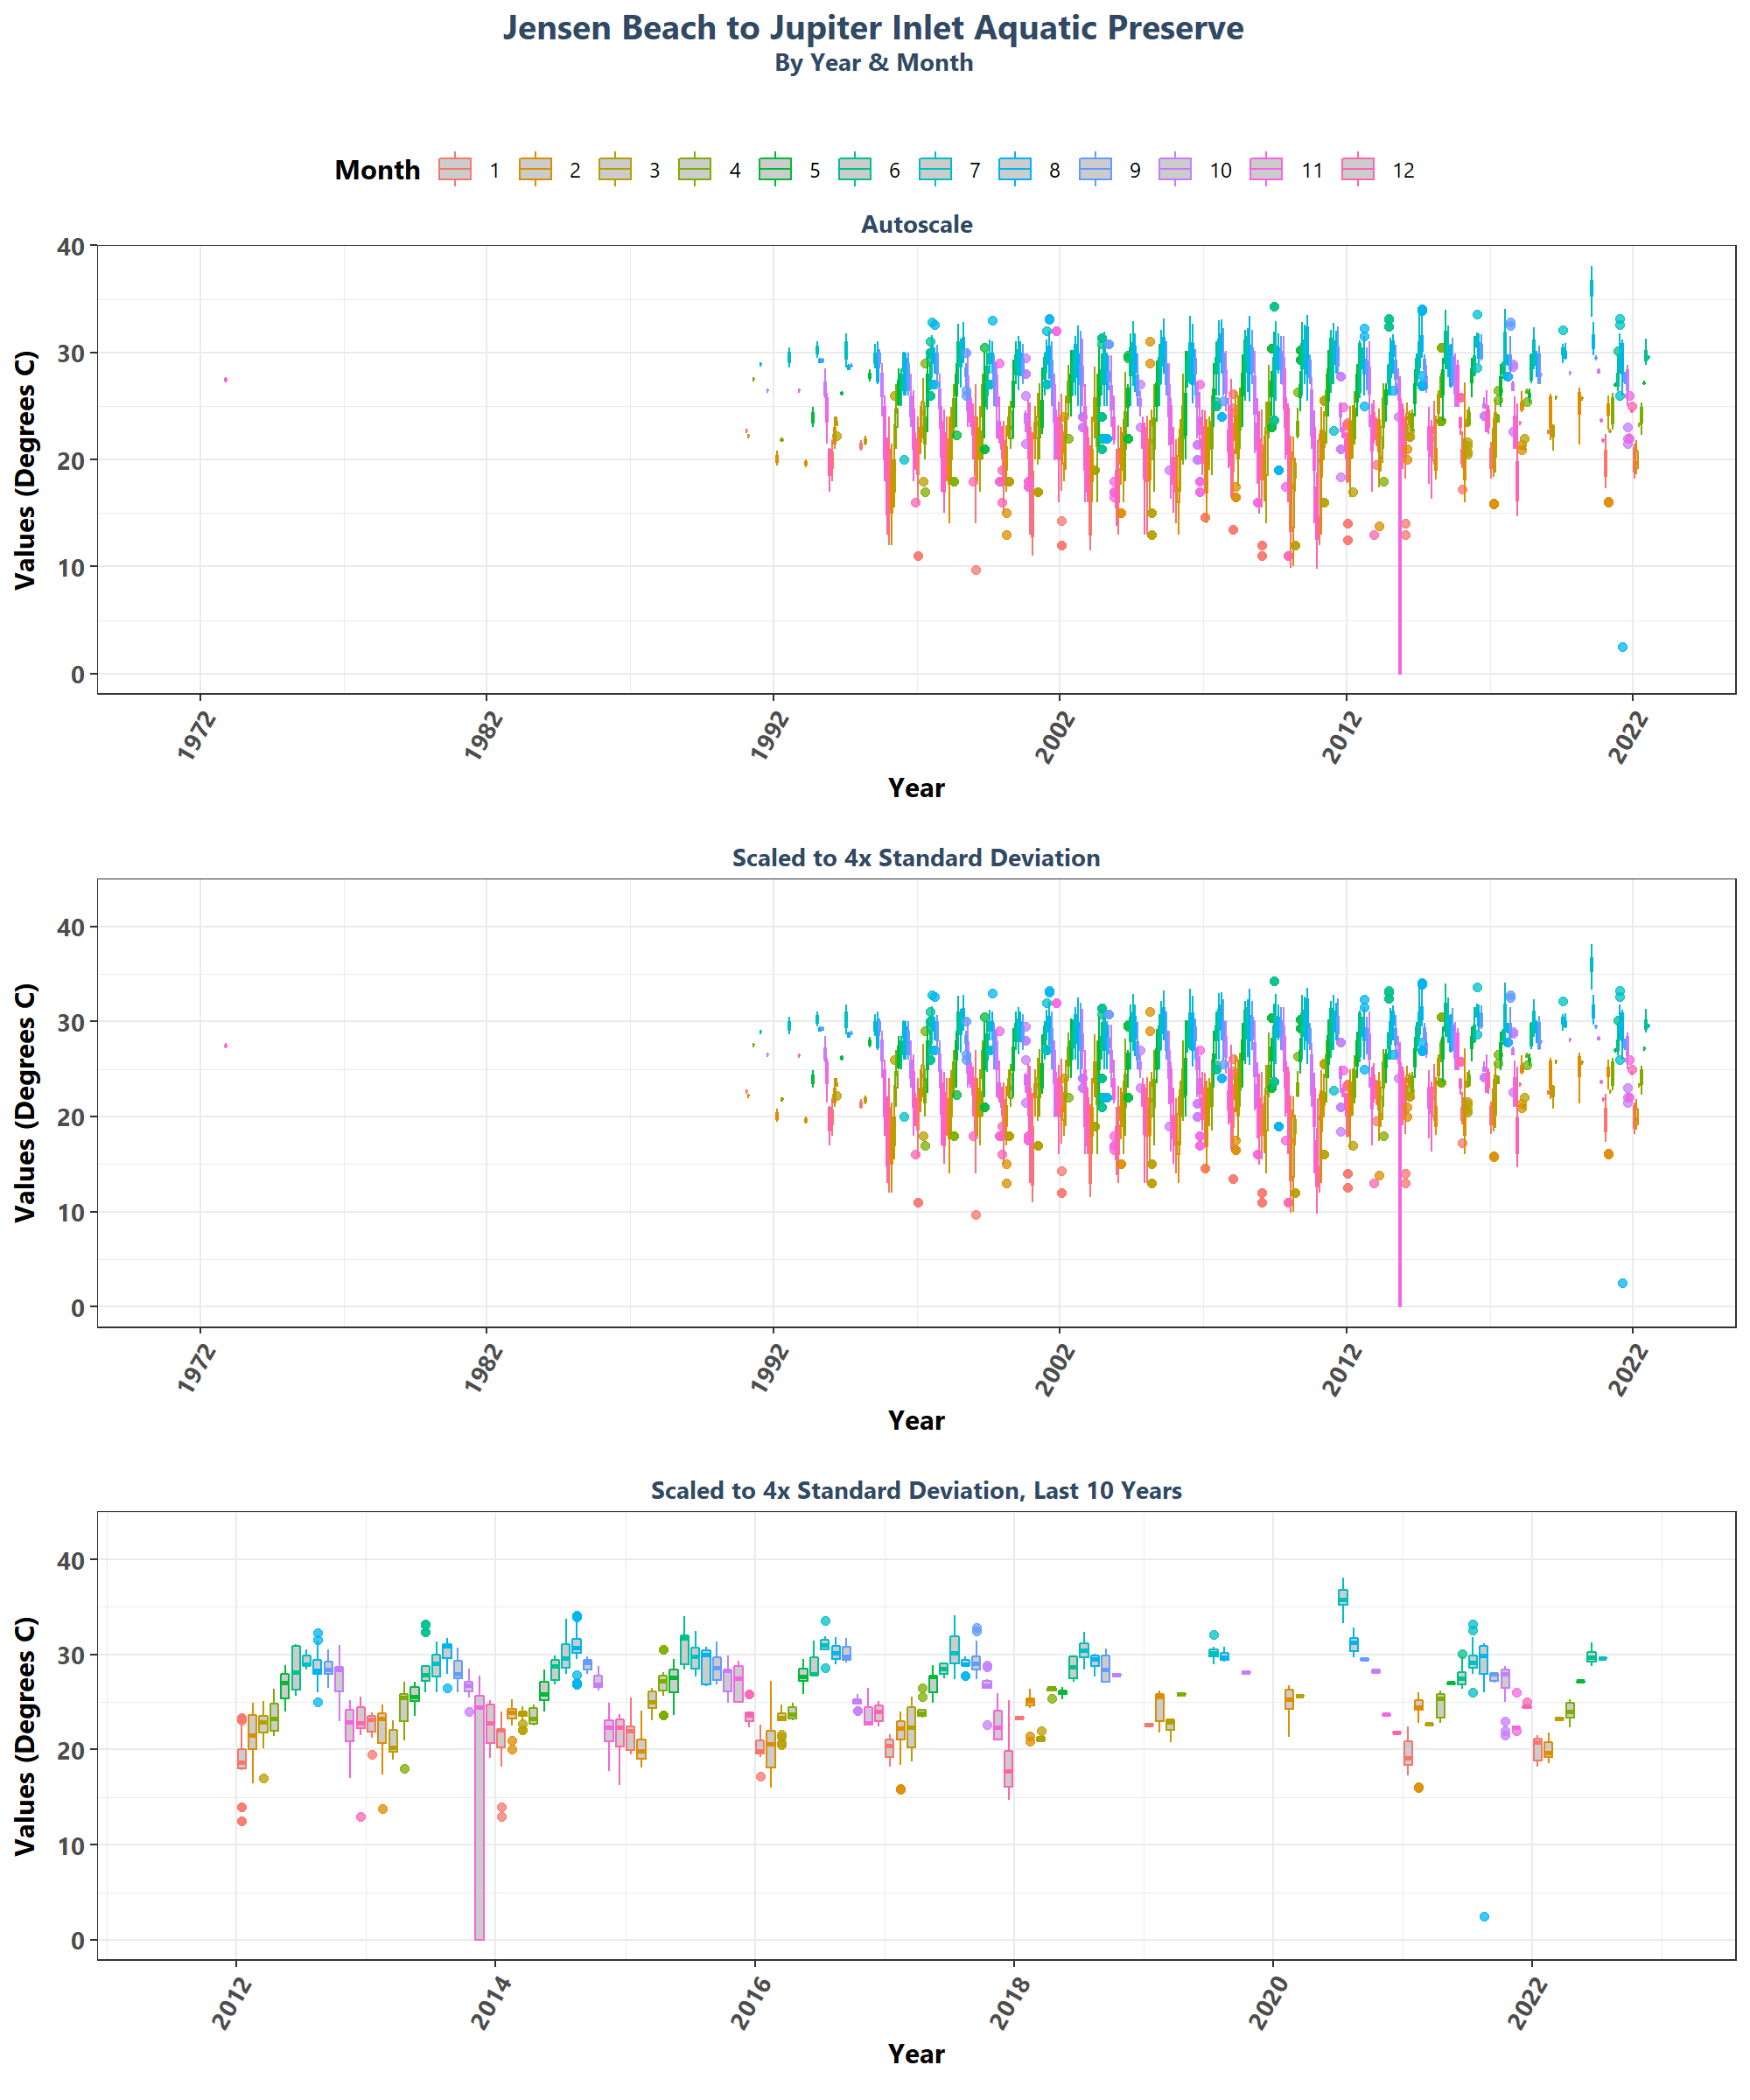 Jensen Beach to Jupiter Inlet Aquatic Preserve
By Year & Month
Month 1 2 3 4 5 6 7 8 9 10 11 12
Autoscale
Values (Degrees C)
40
30
20
10
0
1972 1982 1992 2002 2012 2022
Year
Scaled to 4x Standard Deviation
Values (Degrees C)
40
30
20
10
0
1972 1982 1992 2002 2012 2022
Year
Scaled to 4x Standard Deviation, Last 10 Years
Values (Degrees C)
40
30
20
10
0
2012 2014 2016 2018 2020 2022
Year